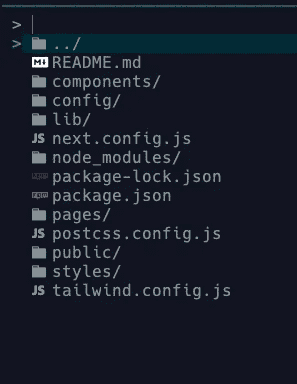 >
> ../
README.md
components/
config/
lib/
JS next.config.js
node_modules/
package-lock.json
package.json
pages/
JS postcss.config.js
public/
styles/
JS tailwind.config.js